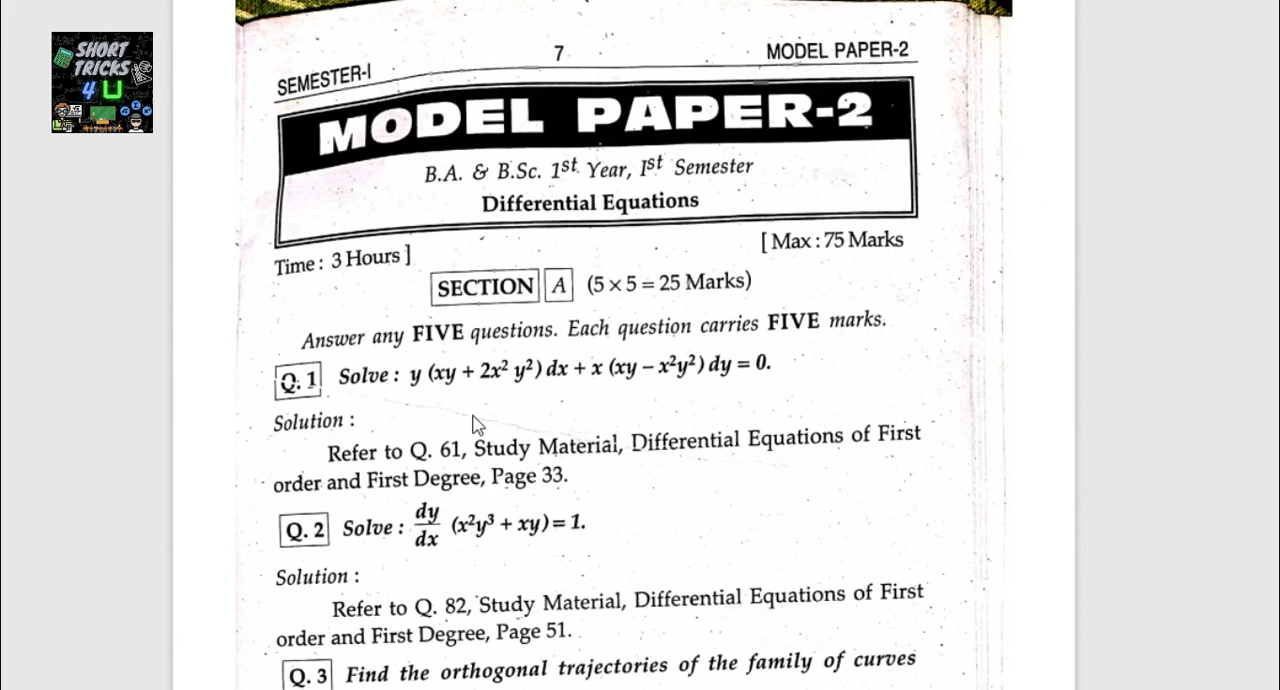 SHORT
TRICKS
4 U
SEMESTER-I 7 MODEL PAPER-2
MODEL PAPER-2
B.A. & B.Sc. 1st Year, Ist Semester
Differential Equations
Time : 3 Hours ] [ Max : 75 Marks
SECTION A (5 × 5 = 25 Marks)
Answer any FIVE questions. Each question carries FIVE marks.
Q. 1 Solve : y (xy + 2x² y²) dx + x (xy – x²y²) dy = 0.
Solution :
Refer to Q. 61, Study Material, Differential Equations of First
order and First Degree, Page 33.
Q. 2 Solve : dy/dx (x²y³ + xy) = 1.
Solution :
Refer to Q. 82, Study Material, Differential Equations of First
order and First Degree, Page 51.
Q. 3 Find the orthogonal trajectories of the family of curves